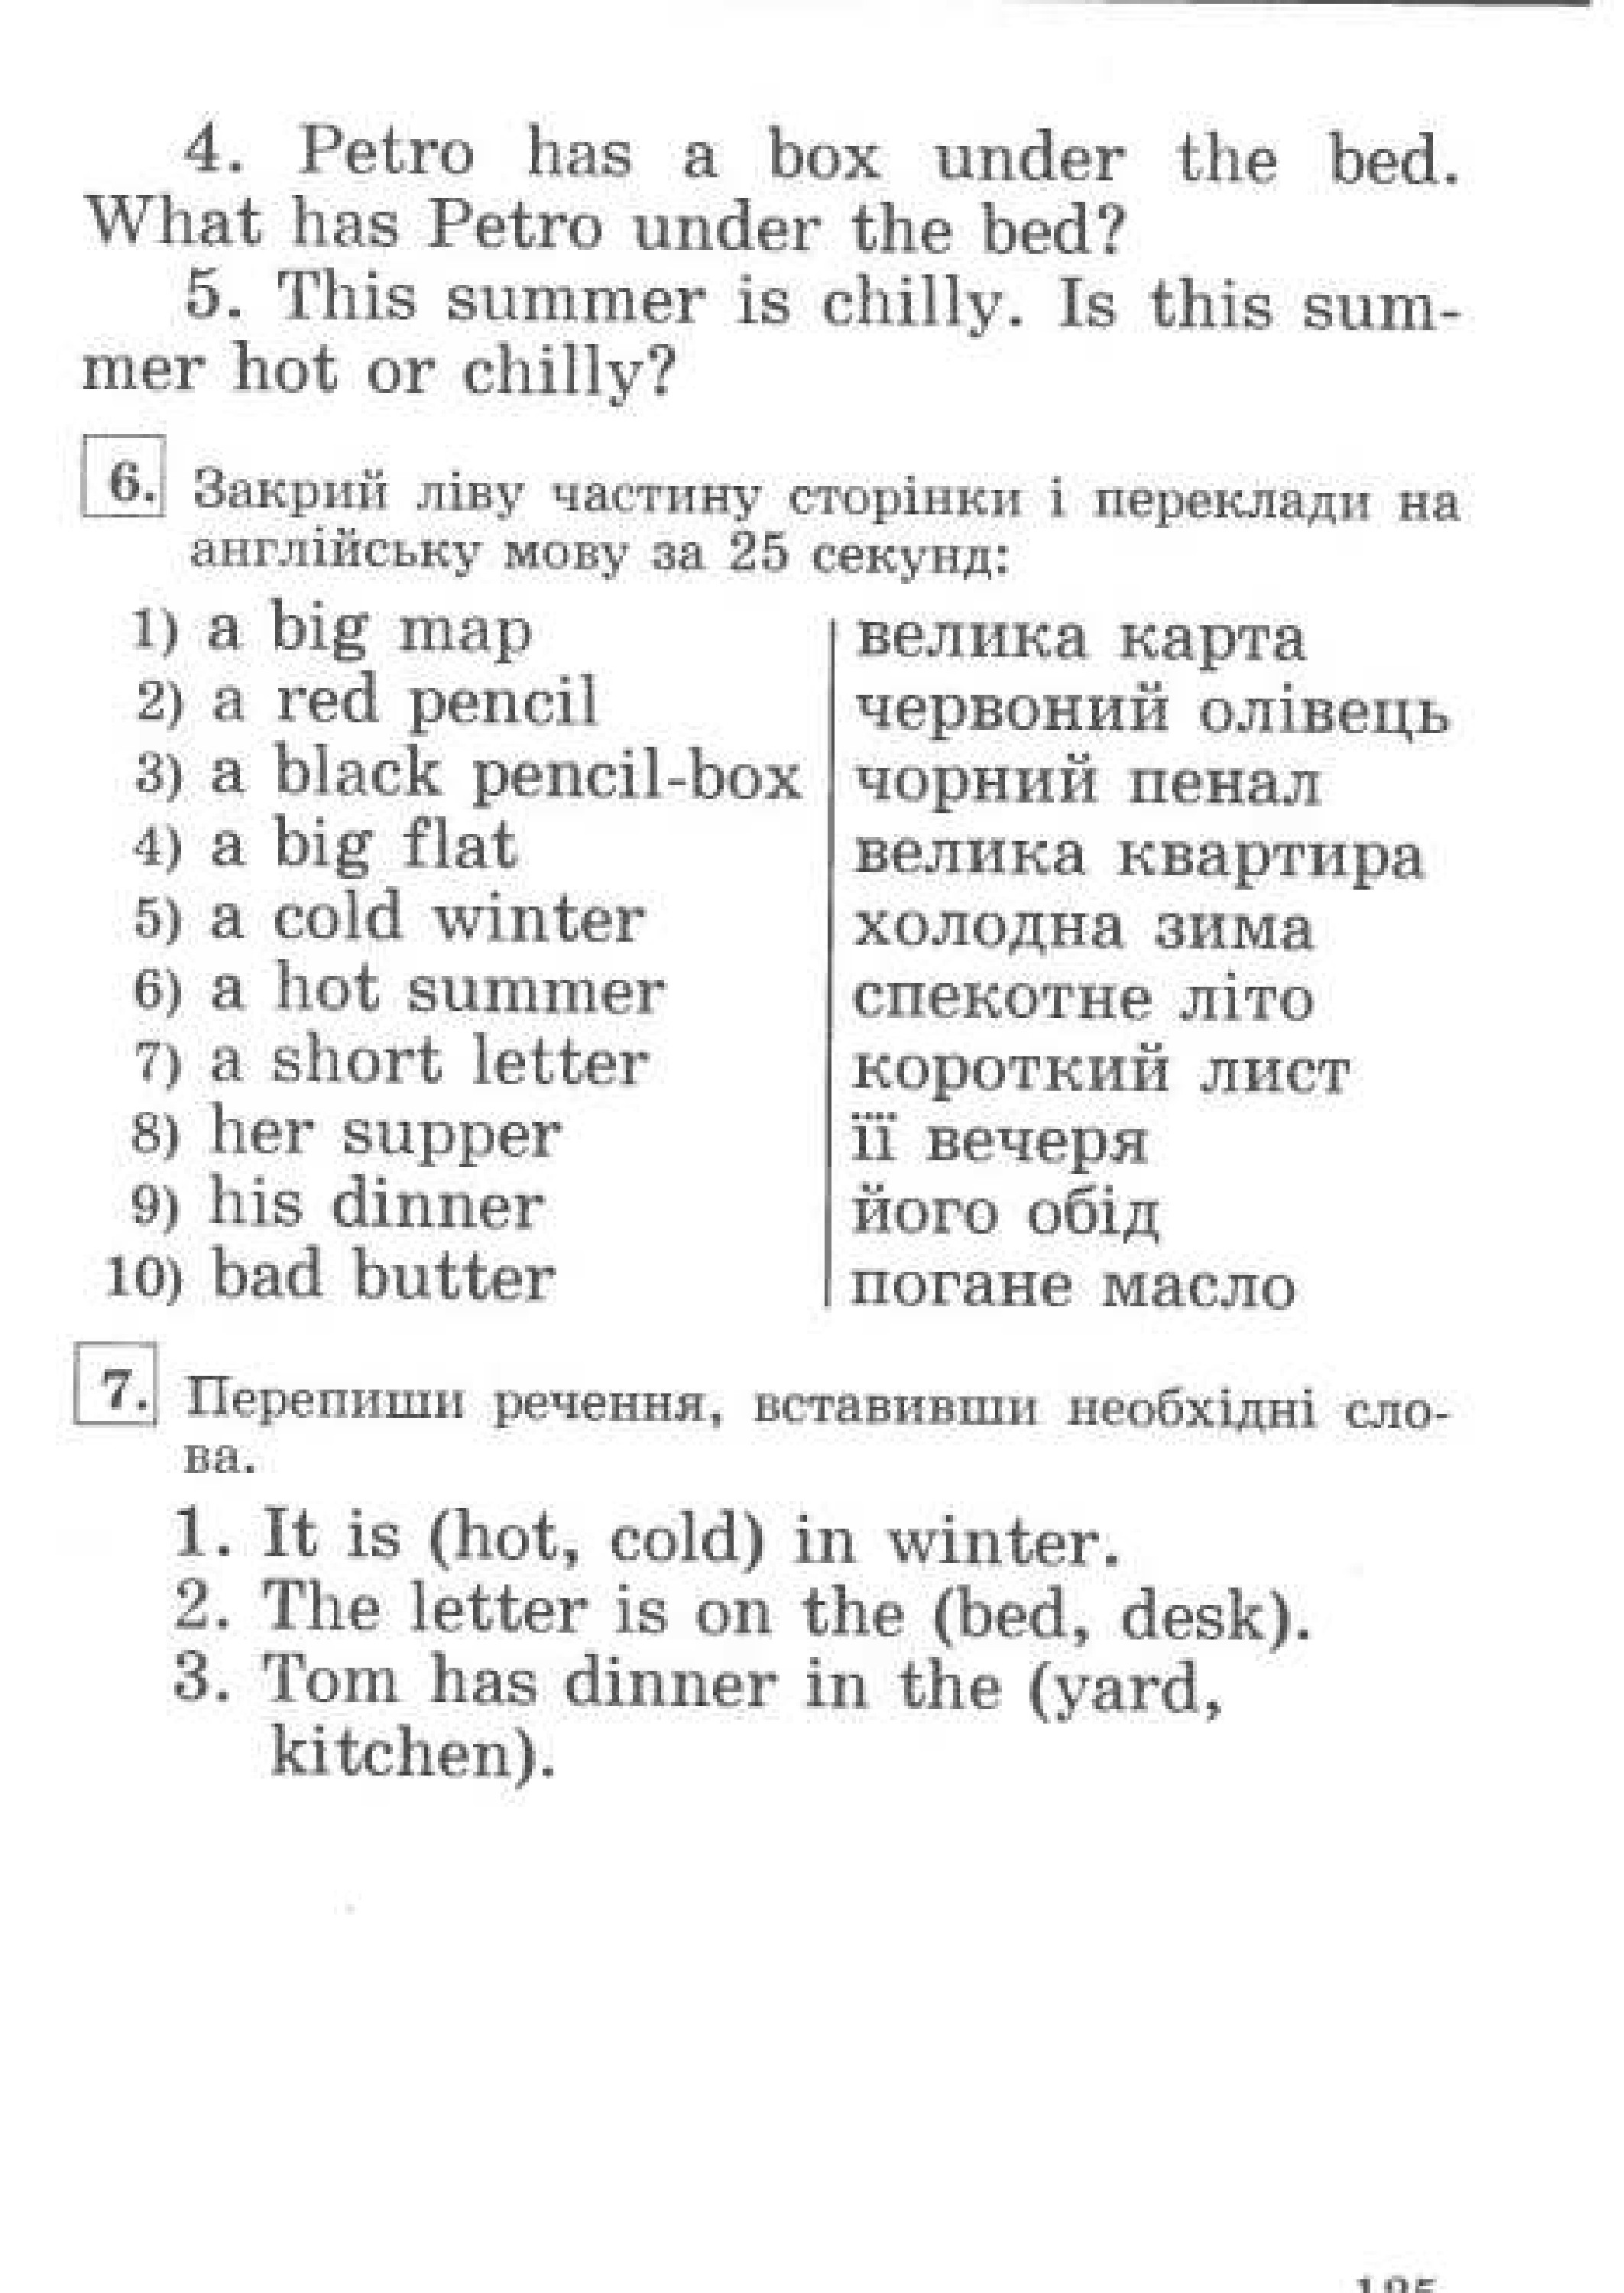 4. Petro has a box under the bed.
What has Petro under the bed?
5. This summer is chilly. Is this sum-
mer hot or chilly?
6. Закрий ліву частину сторінки і переклади на
англійську мову за 25 секунд:
1) a big map велика карта
2) a red pencil червоний олівець
3) a black pencil-box чорний пенал
4) a big flat велика квартира
5) a cold winter холодна зима
6) a hot summer спекотне літо
7) a short letter короткий лист
8) her supper її вечеря
9) his dinner його обід
10) bad butter погане масло
7. Перепиши речення, вставивши необхідні сло-
ва.
1. It is (hot, cold) in winter.
2. The letter is on the (bed, desk).
3. Tom has dinner in the (yard,
kitchen).